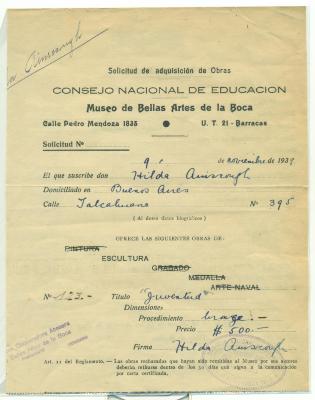 Ainscough
Solicitud de adquisición de Obras
CONSEJO NACIONAL DE EDUCACION
Museo de Bellas Artes de la Boca
Calle Pedro Mendoza 1835 ● U. T. 21 - Barracas
Solicitud Nº
9 de noviembre de 1938
El que suscribe don Hilda Ainscough
Domiciliado en Buenos Aires
Calle Talcahuano Nº 395
( Al dorso datos biográficos )
OFRECE LAS SIGUIENTES OBRAS DE:
PINTURA
ESCULTURA
GRABADO
MEDALLA
ARTE NAVAL
Nº 123.- Título "Juventud"
Dimensiones
Procedimiento bronce:-
Precio $ 500.-
Firma Hilda Ainscough
Art. 11 del Reglamento. — Las obras rechazadas que hayan sido remitidas al Museo por sus autores
deberán retirarse dentro de los 30 días que sigan a la comunicación
por carta certificada.